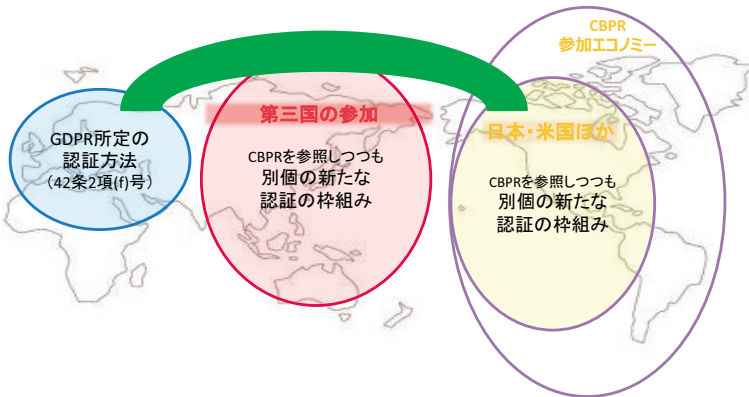 GDPR所定の
認証方法
（42条2項(f)号）
第三国の参加
CBPRを参照しつつも
別個の新たな
認証の枠組み
CBPR
参加エコノミー
日本・米国ほか
CBPRを参照しつつも
別個の新たな
認証の枠組み